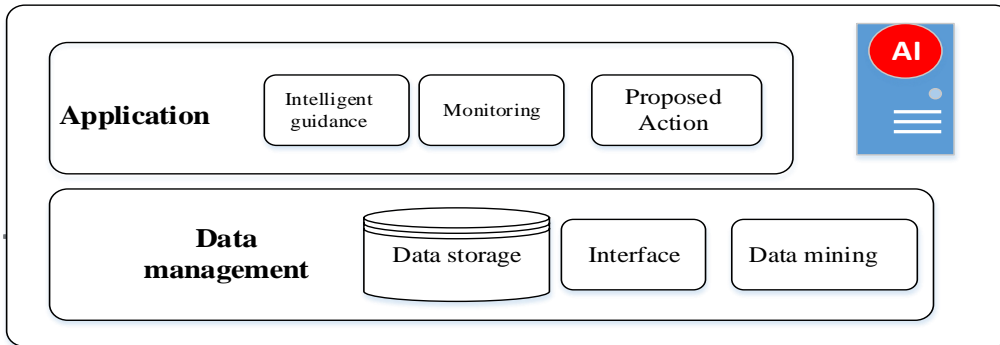 AI
Application
Intelligent
guidance
Monitoring
Proposed
Action
Data
management
Data storage
Interface
Data mining